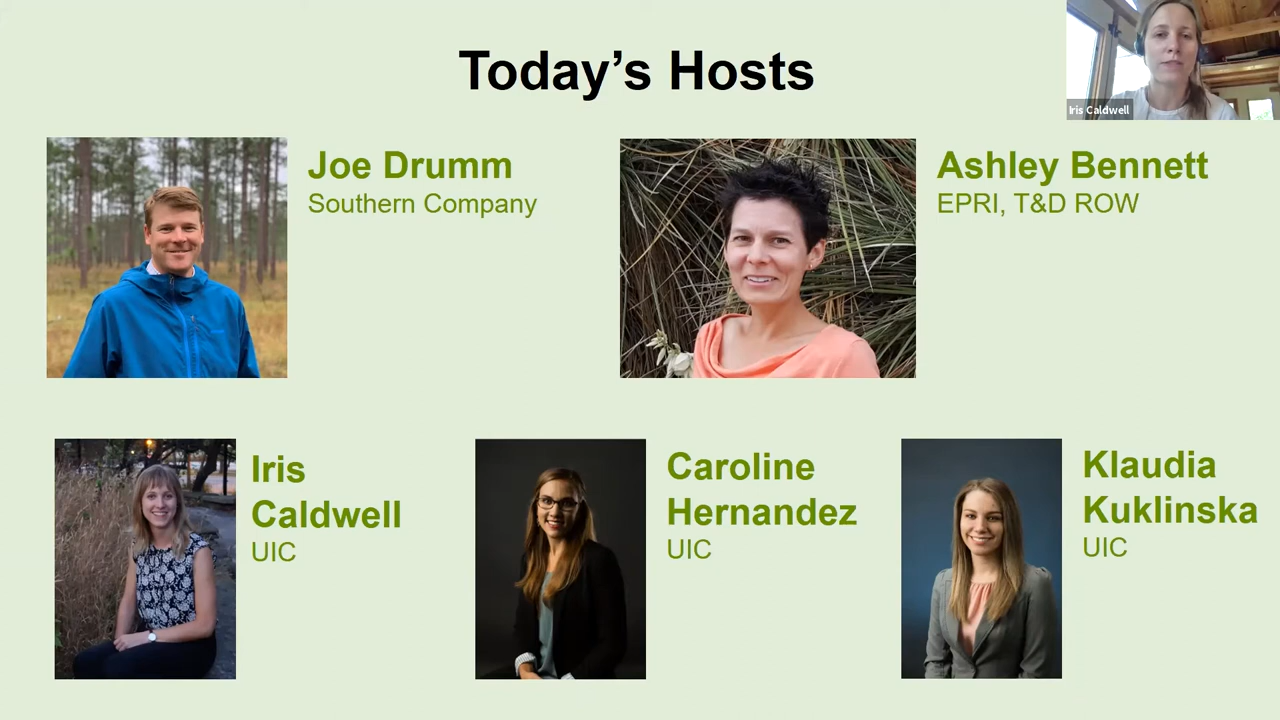 Today’s Hosts
Iris Caldwell
Joe Drumm
Southern Company
Ashley Bennett
EPRI, T&D ROW
Iris
Caldwell
UIC
Caroline
Hernandez
UIC
Klaudia
Kuklinska
UIC